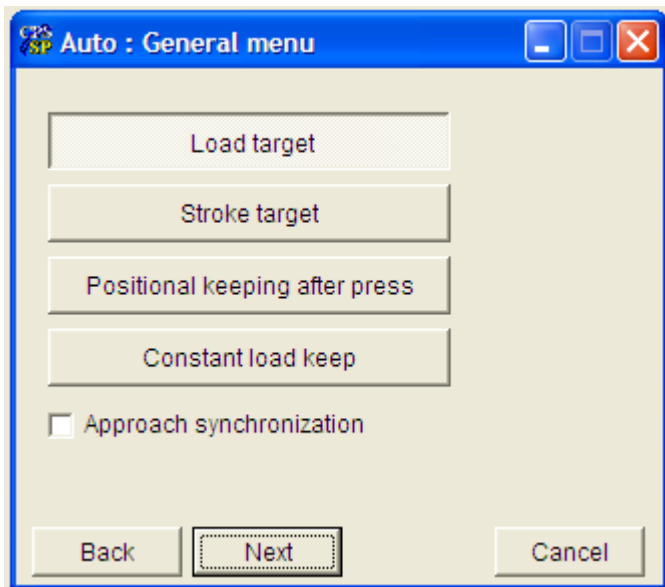 Auto : General menu
Load target
Stroke target
Positional keeping after press
Constant load keep
Approach synchronization
Back Next Cancel